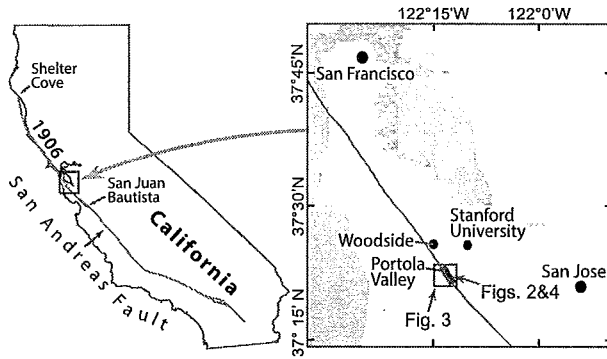 Shelter
Cove
1906
San Juan
Bautista
San Andreas Fault
California
122°15'W
122°0'W
37°45'N
37°30'N
37°15'N
San Francisco
Woodside
Stanford
University
Portola
Valley
San Jose
Figs. 2&4
Fig. 3